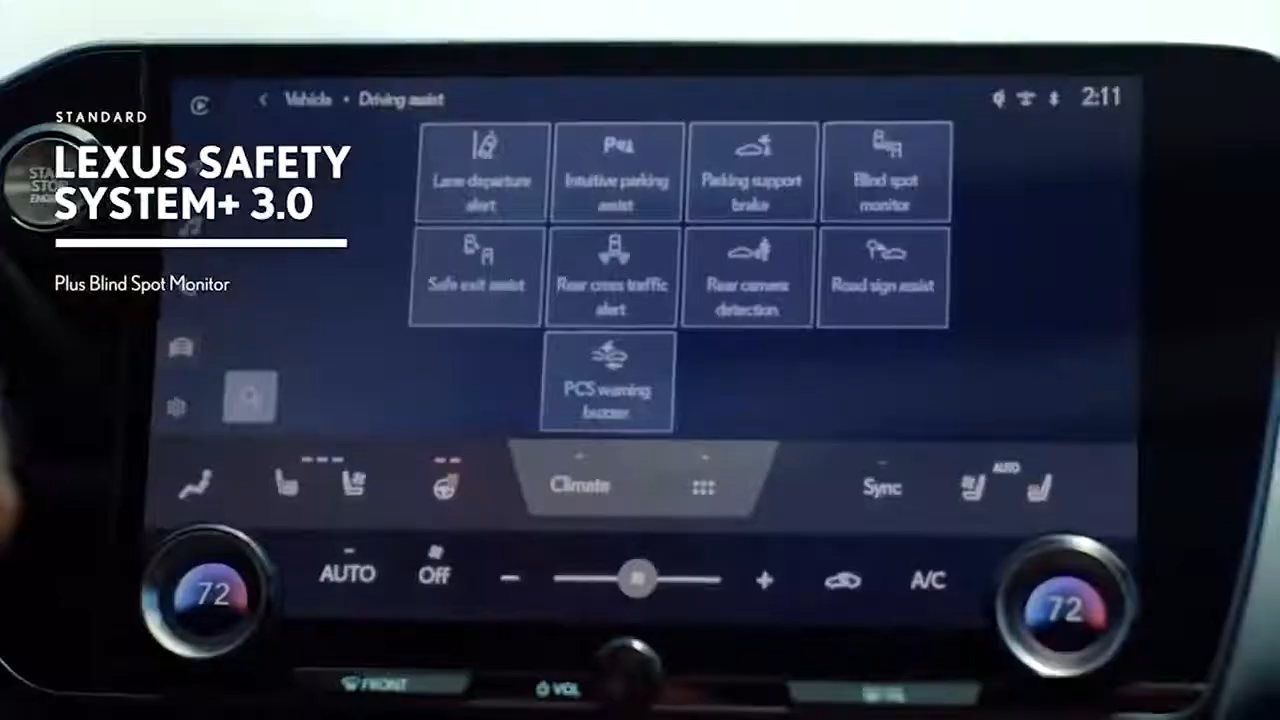 STANDARD
LEXUS SAFETY
SYSTEM+ 3.0
Plus Blind Spot Monitor
Vehicle • Driving assist
2:11
Lane departure
alert
Intuitive parking
assist
Parking support
brake
Blind spot
monitor
Safe exit assist
Rear cross traffic
alert
Rear camera
detection
Road sign assist
PCS warning
buzzer
Climate
Sync
AUTO
72
AUTO
Off
A/C
72
FRONT
VOL